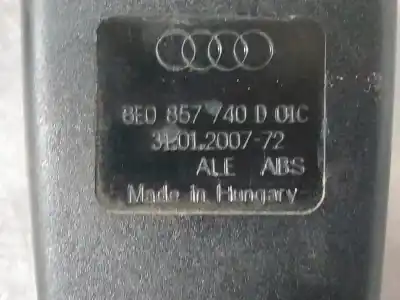 8E0 857 740 D 01C
31.01.2007-72
ALE ABS
Made in Hungary